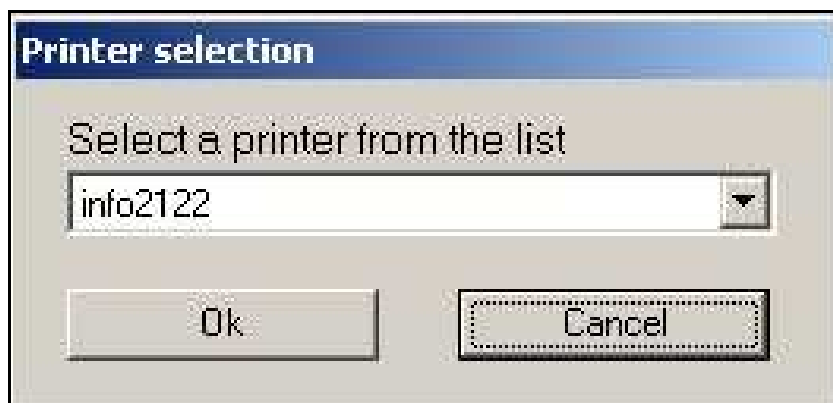 Printer selection
Select a printer from the list
info2122
Ok
Cancel